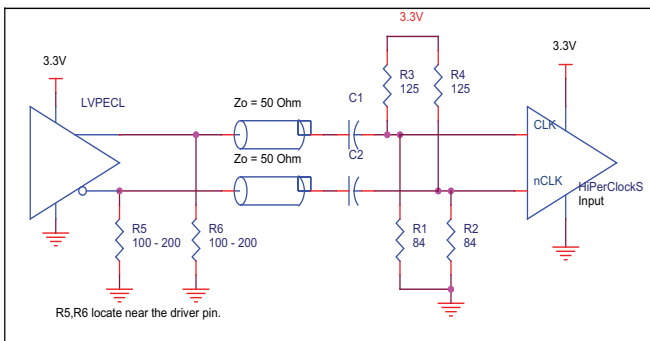 3.3V
3.3V
3.3V
LVPECL
R3
125
R4
125
Zo = 50 Ohm
C1
CLK
Zo = 50 Ohm
C2
nCLK
HiPerClockS
Input
R5
100 - 200
R6
100 - 200
R1
84
R2
84
R5,R6 locate near the driver pin.